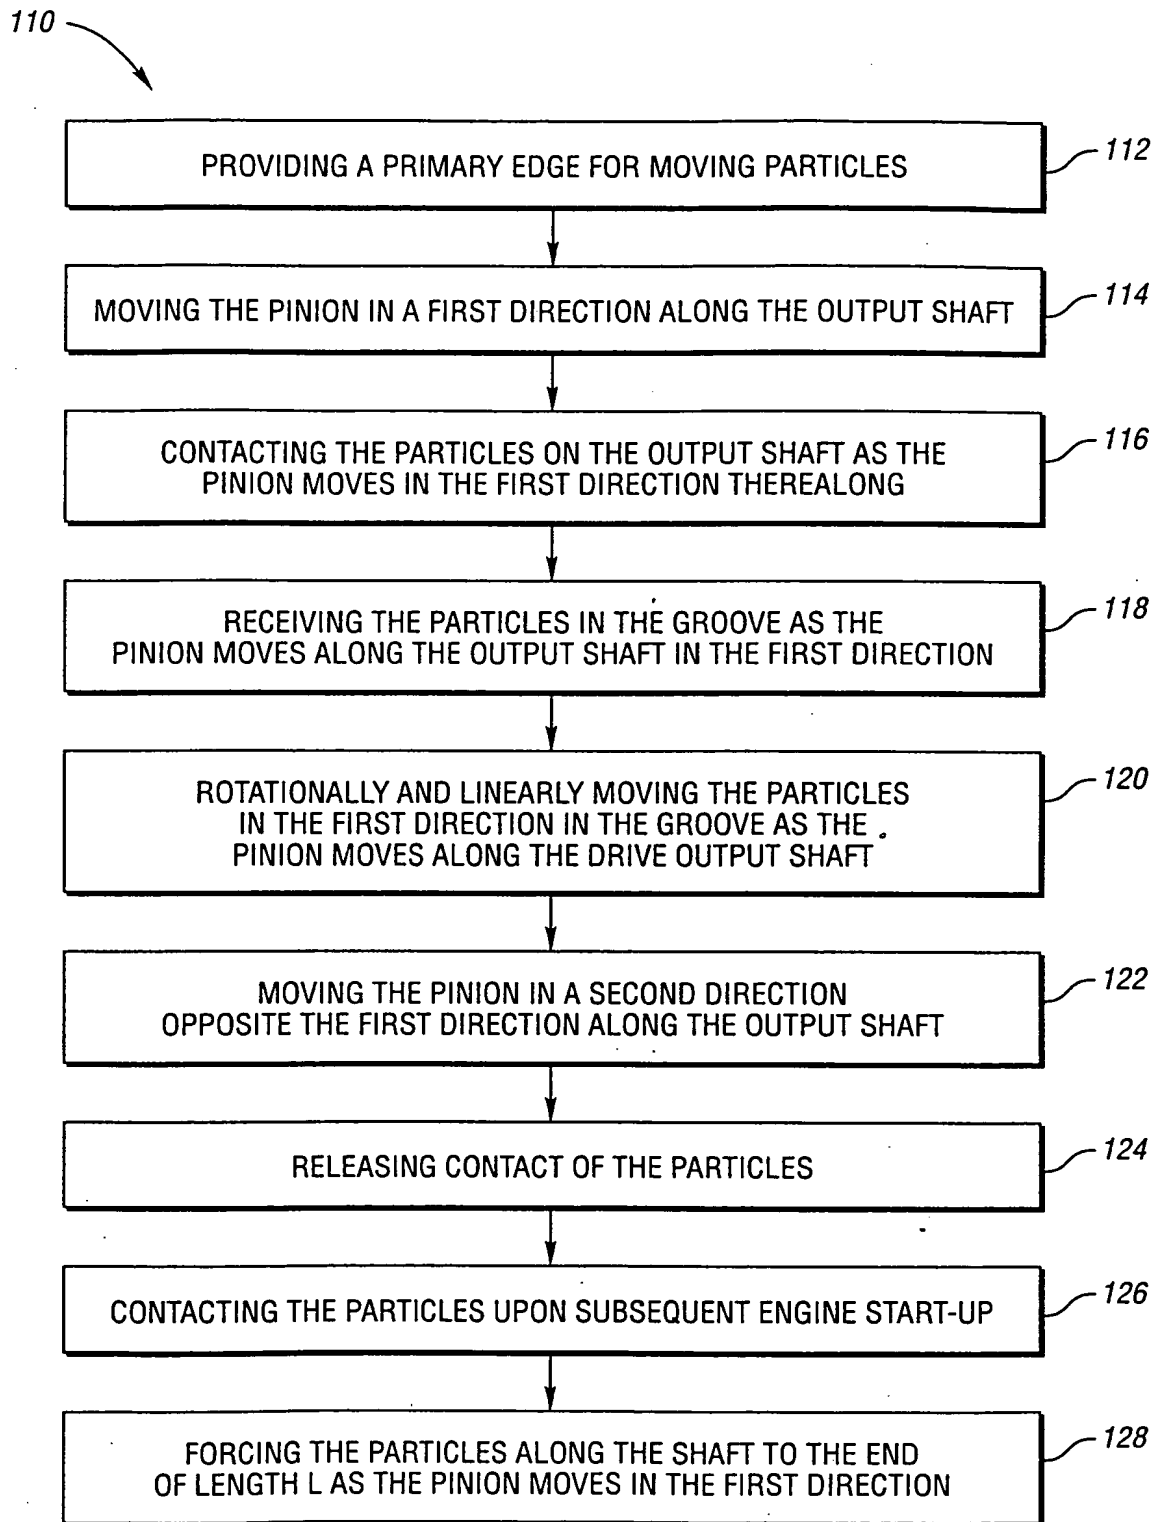 110
PROVIDING A PRIMARY EDGE FOR MOVING PARTICLES
112
MOVING THE PINION IN A FIRST DIRECTION ALONG THE OUTPUT SHAFT
114
CONTACTING THE PARTICLES ON THE OUTPUT SHAFT AS THE
PINION MOVES IN THE FIRST DIRECTION THEREALONG
116
RECEIVING THE PARTICLES IN THE GROOVE AS THE
PINION MOVES ALONG THE OUTPUT SHAFT IN THE FIRST DIRECTION
118
ROTATIONALLY AND LINEARLY MOVING THE PARTICLES
IN THE FIRST DIRECTION IN THE GROOVE AS THE
PINION MOVES ALONG THE DRIVE OUTPUT SHAFT
120
MOVING THE PINION IN A SECOND DIRECTION
OPPOSITE THE FIRST DIRECTION ALONG THE OUTPUT SHAFT
122
RELEASING CONTACT OF THE PARTICLES
124
CONTACTING THE PARTICLES UPON SUBSEQUENT ENGINE START-UP
126
FORCING THE PARTICLES ALONG THE SHAFT TO THE END
OF LENGTH L AS THE PINION MOVES IN THE FIRST DIRECTION
128